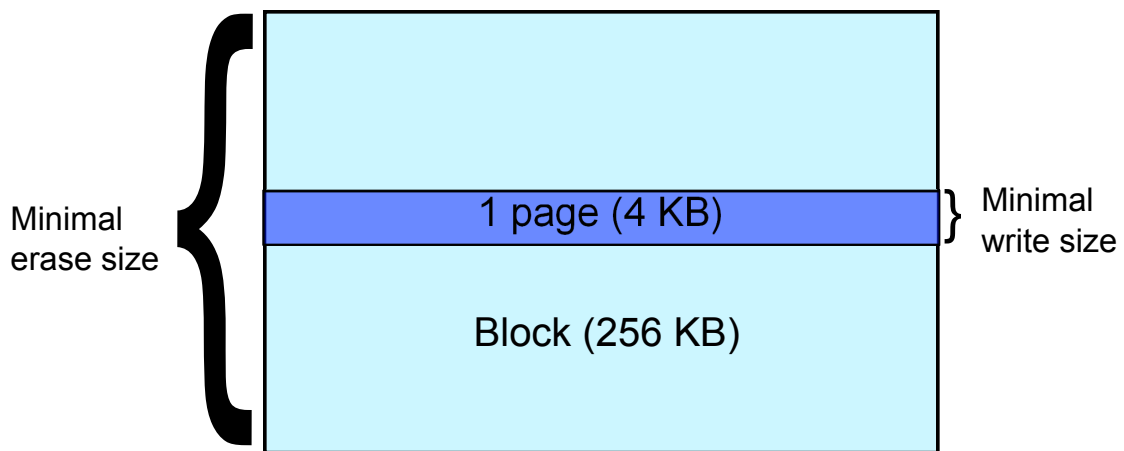 1 page (4 KB)
Minimal
erase size
Minimal
write size
Block (256 KB)